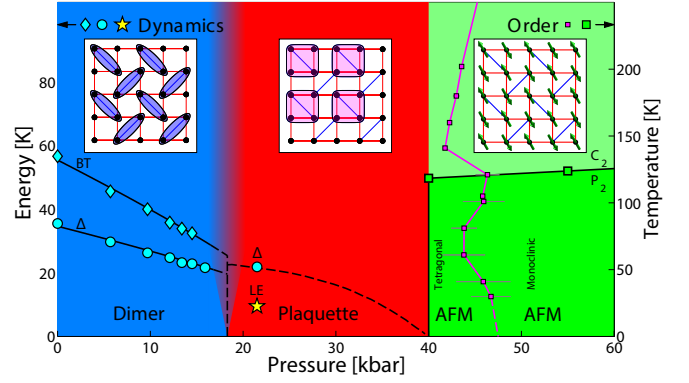 Dynamics
Order
80
60
40
20
0
Energy [K]
200
150
100
50
0
Temperature [K]
BT
Δ
Δ
LE
C2
P2
Tetragonal
Monoclinic
Dimer
Plaquette
AFM
AFM
0
10
20
30
40
50
60
Pressure [kbar]